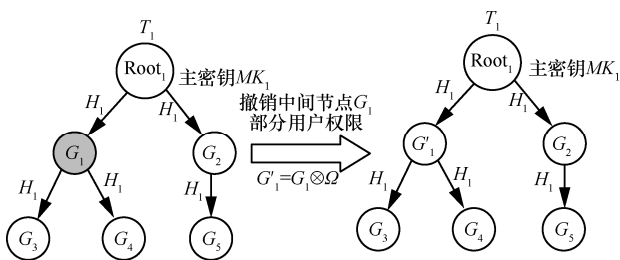 T₁
Root₁
主密钥MK₁
H₁
H₁
G₁
G₂
H₁
H₁
H₁
G₃
G₄
G₅
撤销中间节点G₁
部分用户权限
G'₁=G₁⊗Ω
T₁
Root₁
主密钥MK₁
H₁
H₁
G'₁
G₂
H₁
H₁
H₁
G₃
G₄
G₅